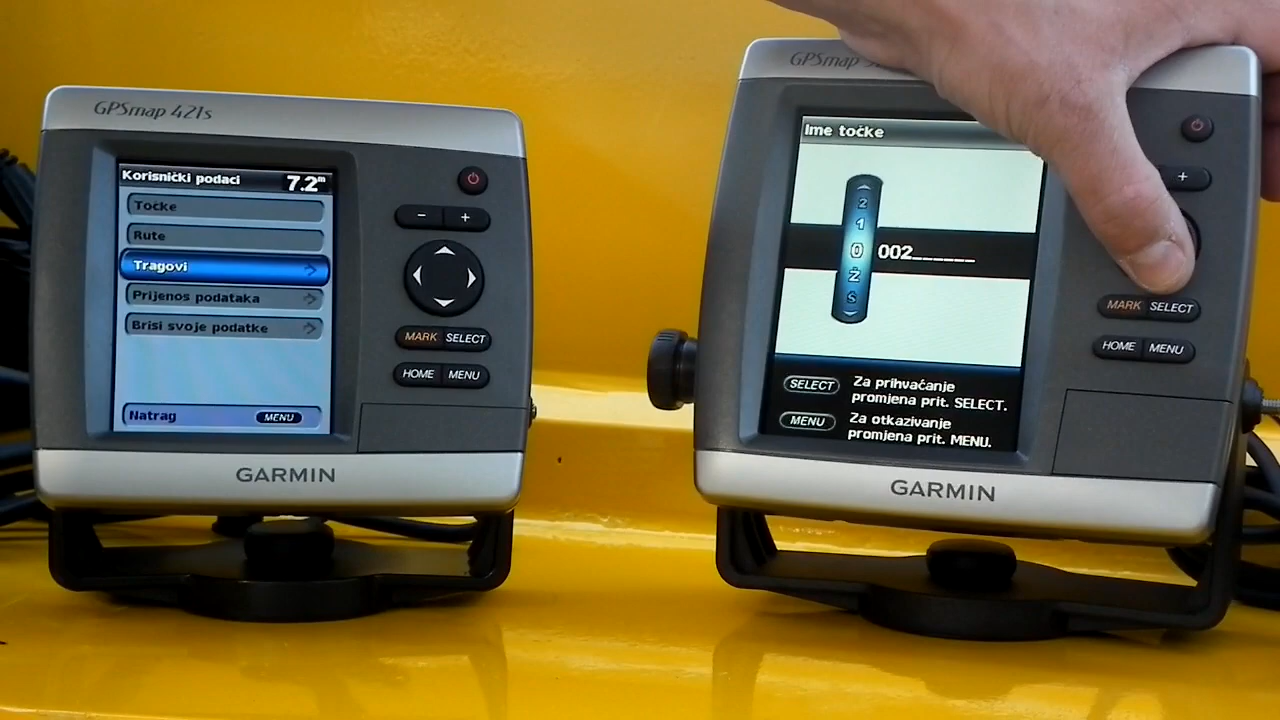 GPSmap 421s
Korisnički podaci
7.2m
Točke
Rute
Tragovi
Prijenos podataka
Brisi svoje podatke
Natrag
MENU
−
+
MARK
SELECT
HOME
MENU
GARMIN
GPSmap
Ime točke
2
1
0
Ž
Š
0002______
SELECT
Za prihvaćanje
promjena prit. SELECT.
MENU
Za otkazivanje
promjena prit. MENU.
+
MARK
SELECT
HOME
MENU
GARMIN